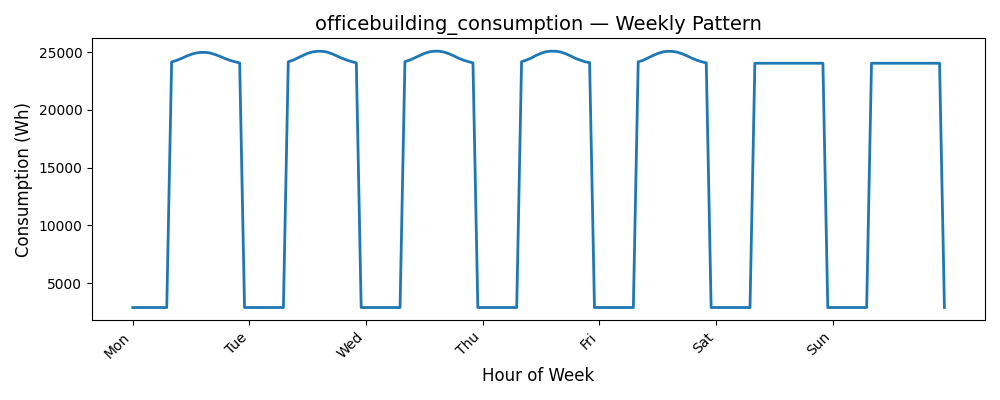 officebuilding_consumption — Weekly Pattern
Consumption (Wh)
25000
20000
15000
10000
5000
Mon Tue Wed Thu Fri Sat Sun
Hour of Week